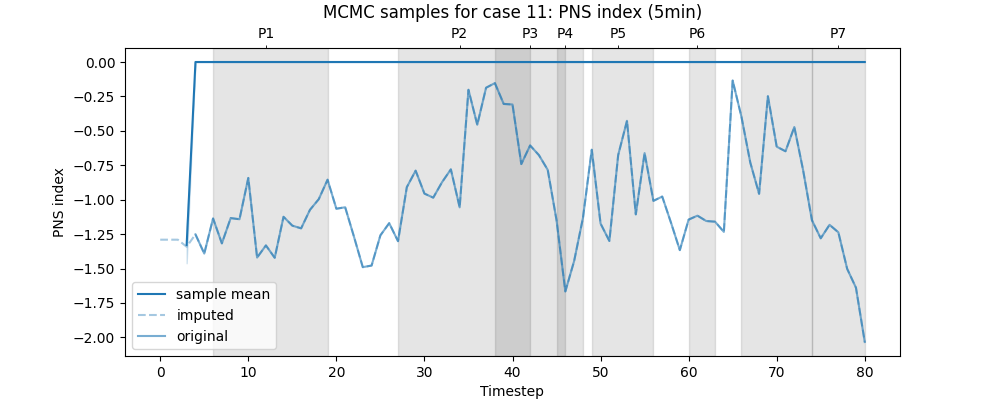 MCMC samples for case 11: PNS index (5min)
P1 P2 P3 P4 P5 P6 P7
0.00
−0.25
−0.50
−0.75
−1.00
−1.25
−1.50
−1.75
−2.00
PNS index
sample mean
imputed
original
0 10 20 30 40 50 60 70 80
Timestep